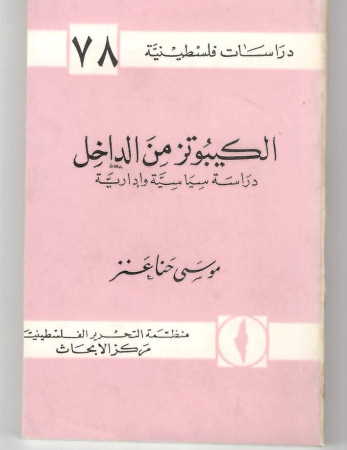 دراسات فلسطينية
٧٨
الكيبوتز من الداخل
دراسة سياسية وادارية
موسى حنا عنز
منظمة التحرير الفلسطينية
مركز الابحاث